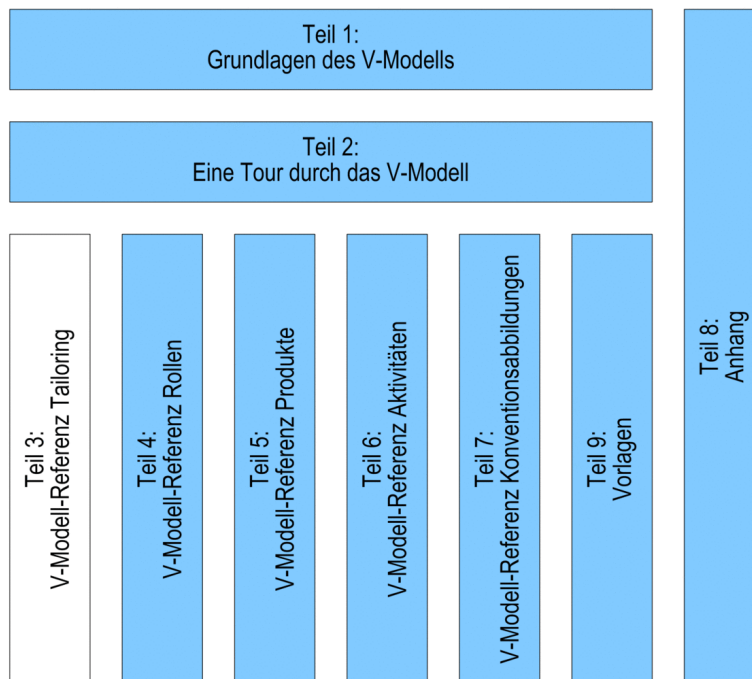 Teil 1:
Grundlagen des V-Modells
Teil 2:
Eine Tour durch das V-Modell
Teil 3:
V-Modell-Referenz Tailoring
Teil 4:
V-Modell-Referenz Rollen
Teil 5:
V-Modell-Referenz Produkte
Teil 6:
V-Modell-Referenz Aktivitäten
Teil 7:
V-Modell-Referenz Konventionsabbildungen
Teil 9:
Vorlagen
Teil 8:
Anhang